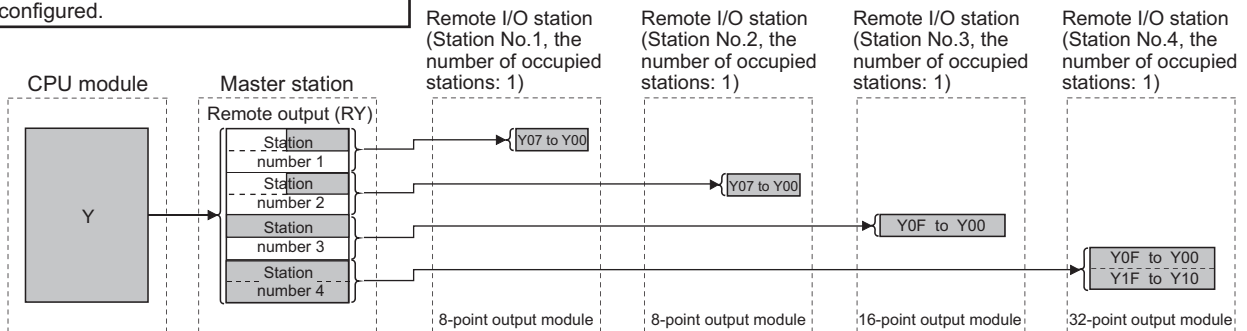 configured.
CPU module
Master station
Remote output (RY)
Y
Station
number 1
Station
number 2
Station
number 3
Station
number 4
Remote I/O station
(Station No.1, the
number of occupied
stations: 1)
Y07 to Y00
8-point output module
Remote I/O station
(Station No.2, the
number of occupied
stations: 1)
Y07 to Y00
8-point output module
Remote I/O station
(Station No.3, the
number of occupied
stations: 1)
Y0F to Y00
16-point output module
Remote I/O station
(Station No.4, the
number of occupied
stations: 1)
Y0F to Y00
Y1F to Y10
32-point output module